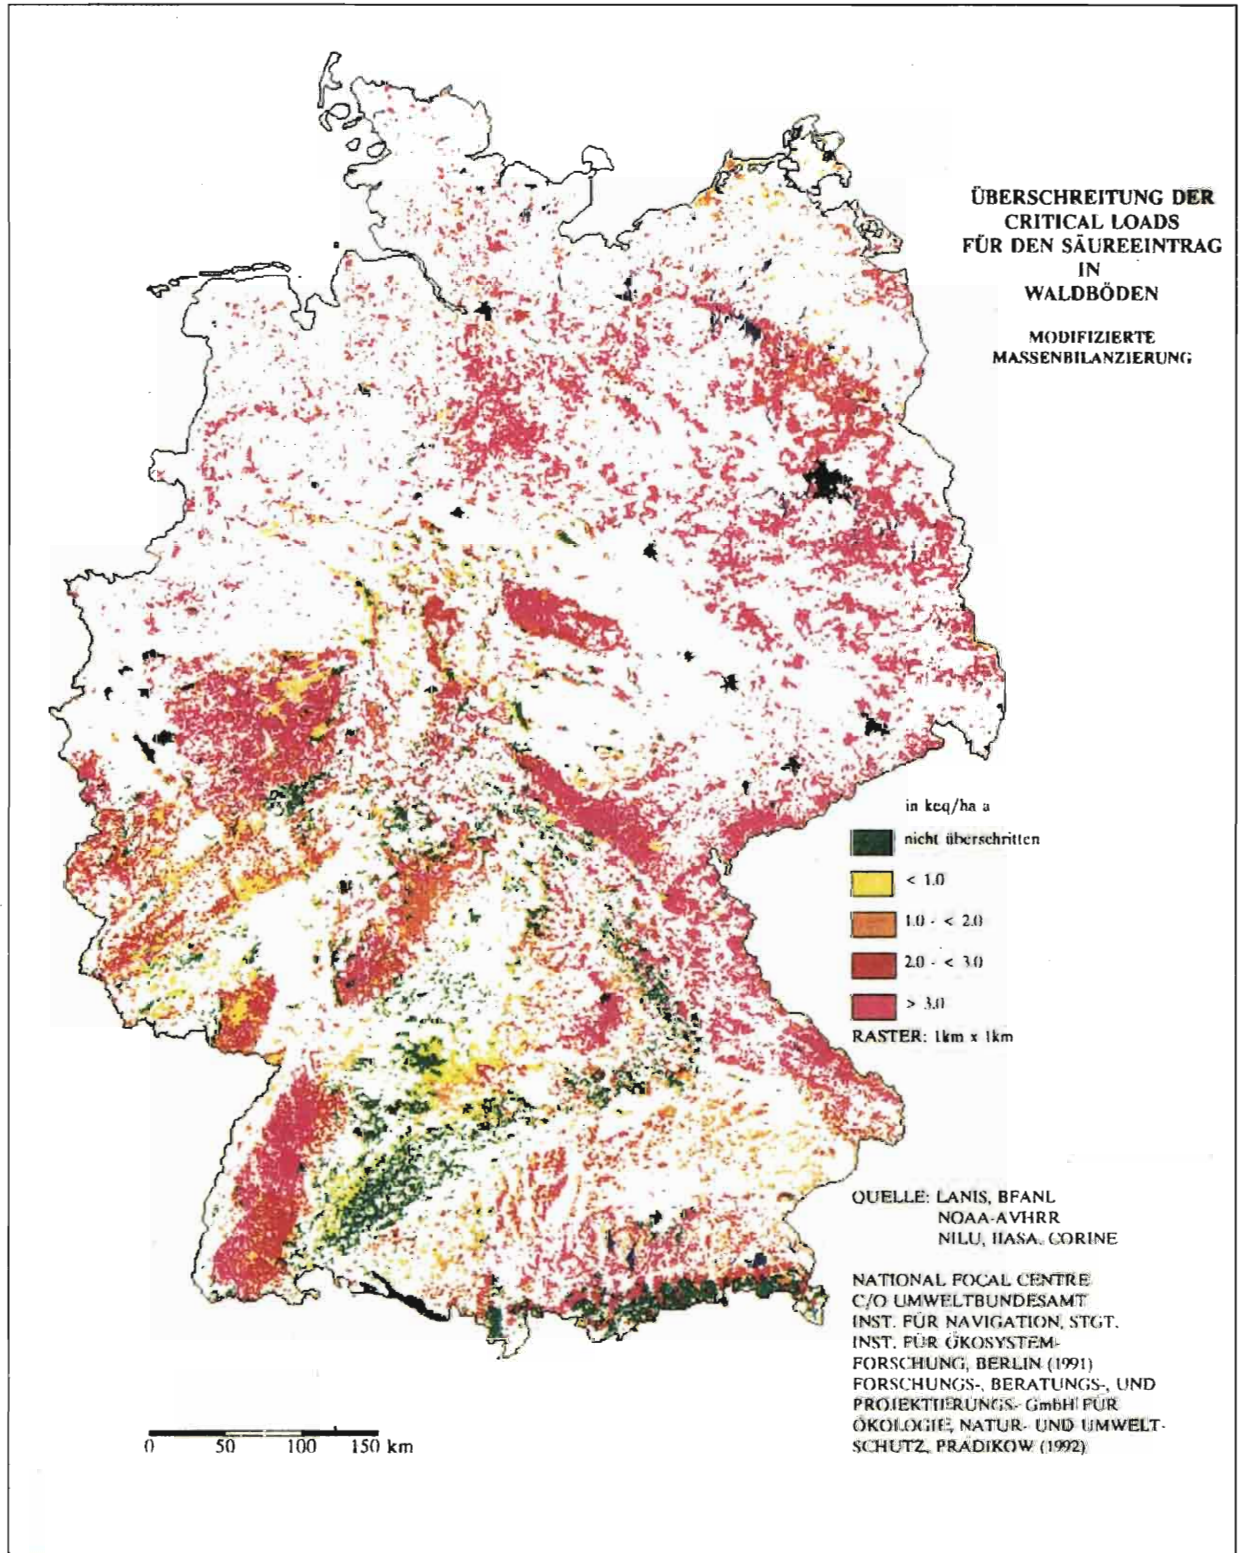 ÜBERSCHREITUNG DER
CRITICAL LOADS
FÜR DEN SÄUREEINTRAG
IN
WALDBÖDEN
MODIFIZIERTE
MASSENBILANZIERUNG
in keq/ha a
nicht überschritten
< 1.0
1.0 - < 2.0
2.0 - < 3.0
> 3.0
RASTER: 1km x 1km
QUELLE: LANIS, BFANL
NOAA-AVHRR
NILU, IIASA, CORINE
NATIONAL FOCAL CENTRE
C/O UMWELTBUNDESAMT
INST. FÜR NAVIGATION, STGT.
INST. FÜR ÖKOSYSTEM-
FORSCHUNG, BERLIN (1991)
FORSCHUNGS-, BERATUNGS-, UND
PROJEKTIERUNGS- GmbH FÜR
ÖKOLOGIE, NATUR- UND UMWELT-
SCHUTZ, PRÄDIKOW (1992)
0 50 100 150 km